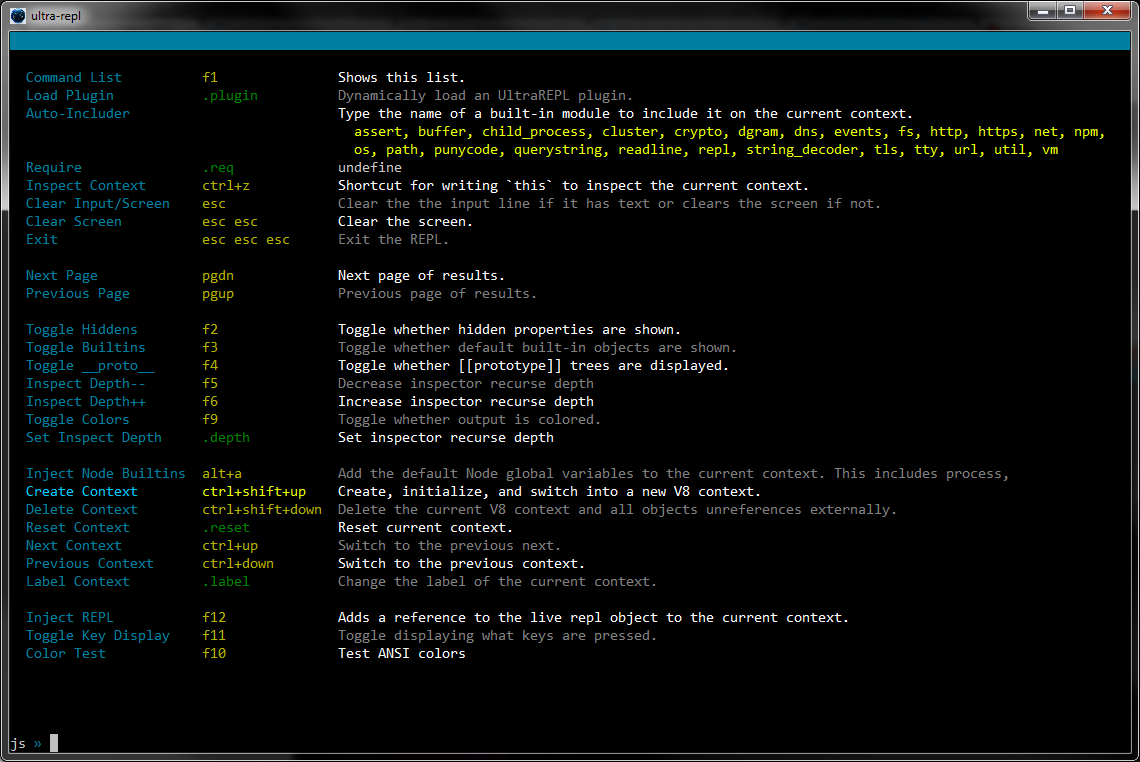 ultra-repl
Command List f1 Shows this list.
Load Plugin .plugin Dynamically load an UltraREPL plugin.
Auto-Includer Type the name of a built-in module to include it on the current context.
assert, buffer, child_process, cluster, crypto, dgram, dns, events, fs, http, https, net, npm,
os, path, punycode, querystring, readline, repl, string_decoder, tls, tty, url, util, vm
Require .req undefine
Inspect Context ctrl+z Shortcut for writing `this` to inspect the current context.
Clear Input/Screen esc Clear the the input line if it has text or clears the screen if not.
Clear Screen esc esc Clear the screen.
Exit esc esc esc Exit the REPL.
Next Page pgdn Next page of results.
Previous Page pgup Previous page of results.
Toggle Hiddens f2 Toggle whether hidden properties are shown.
Toggle Builtins f3 Toggle whether default built-in objects are shown.
Toggle __proto__ f4 Toggle whether [[prototype]] trees are displayed.
Inspect Depth-- f5 Decrease inspector recurse depth
Inspect Depth++ f6 Increase inspector recurse depth
Toggle Colors f9 Toggle whether output is colored.
Set Inspect Depth .depth Set inspector recurse depth
Inject Node Builtins alt+a Add the default Node global variables to the current context. This includes process,
Create Context ctrl+shift+up Create, initialize, and switch into a new V8 context.
Delete Context ctrl+shift+down Delete the current V8 context and all objects unreferences externally.
Reset Context .reset Reset current context.
Next Context ctrl+up Switch to the previous next.
Previous Context ctrl+down Switch to the previous context.
Label Context .label Change the label of the current context.
Inject REPL f12 Adds a reference to the live repl object to the current context.
Toggle Key Display f11 Toggle displaying what keys are pressed.
Color Test f10 Test ANSI colors
js »